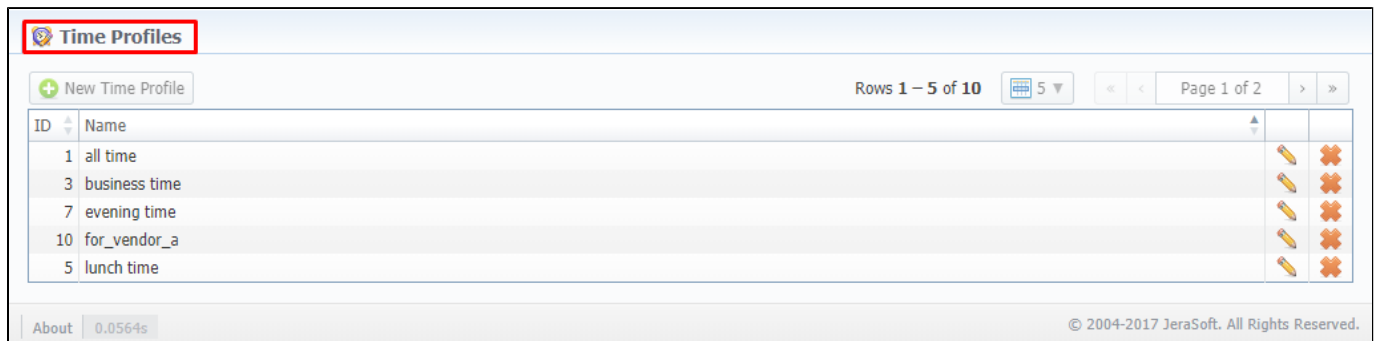 Time Profiles
New Time Profile Rows 1 – 5 of 10 5 ▼ « ‹ Page 1 of 2 › »
ID Name
1 all time
3 business time
7 evening time
10 for_vendor_a
5 lunch time
About 0.0564s © 2004-2017 JeraSoft. All Rights Reserved.